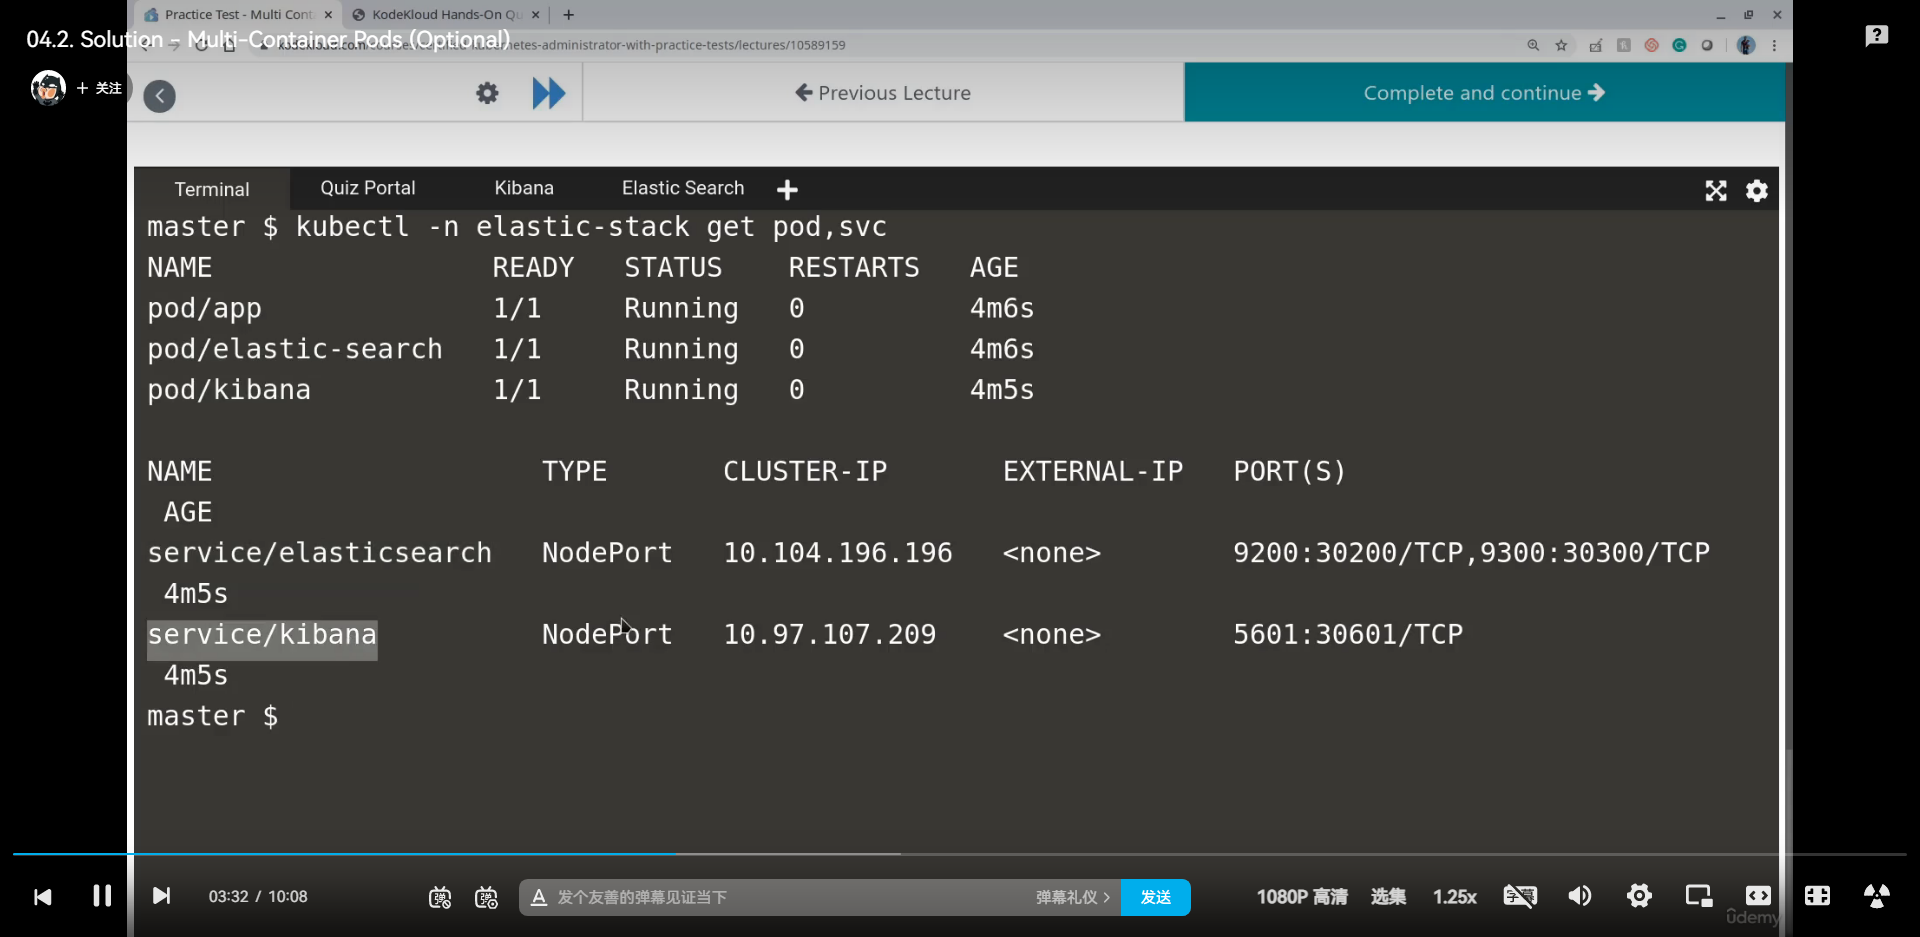 Practice Test - Multi Cont
KodeKloud Hands-On Qu
04.2. Solution - Multi-Container Pods (Optional)
etes-administrator-with-practice-tests/lectures/10589159
+ 关注
Previous Lecture
Complete and continue
Terminal Quiz Portal Kibana Elastic Search
master $ kubectl -n elastic-stack get pod,svc
NAME READY STATUS RESTARTS AGE
pod/app 1/1 Running 0 4m6s
pod/elastic-search 1/1 Running 0 4m6s
pod/kibana 1/1 Running 0 4m5s
NAME TYPE CLUSTER-IP EXTERNAL-IP PORT(S)
AGE
service/elasticsearch NodePort 10.104.196.196 <none> 9200:30200/TCP,9300:30300/TCP
4m5s
service/kibana NodePort 10.97.107.209 <none> 5601:30601/TCP
4m5s
master $
03:32 / 10:08
弹 弹 A 发个友善的弹幕见证当下 弹幕礼仪 > 发送 1080P 高清 选集 1.25x 字幕
udemy